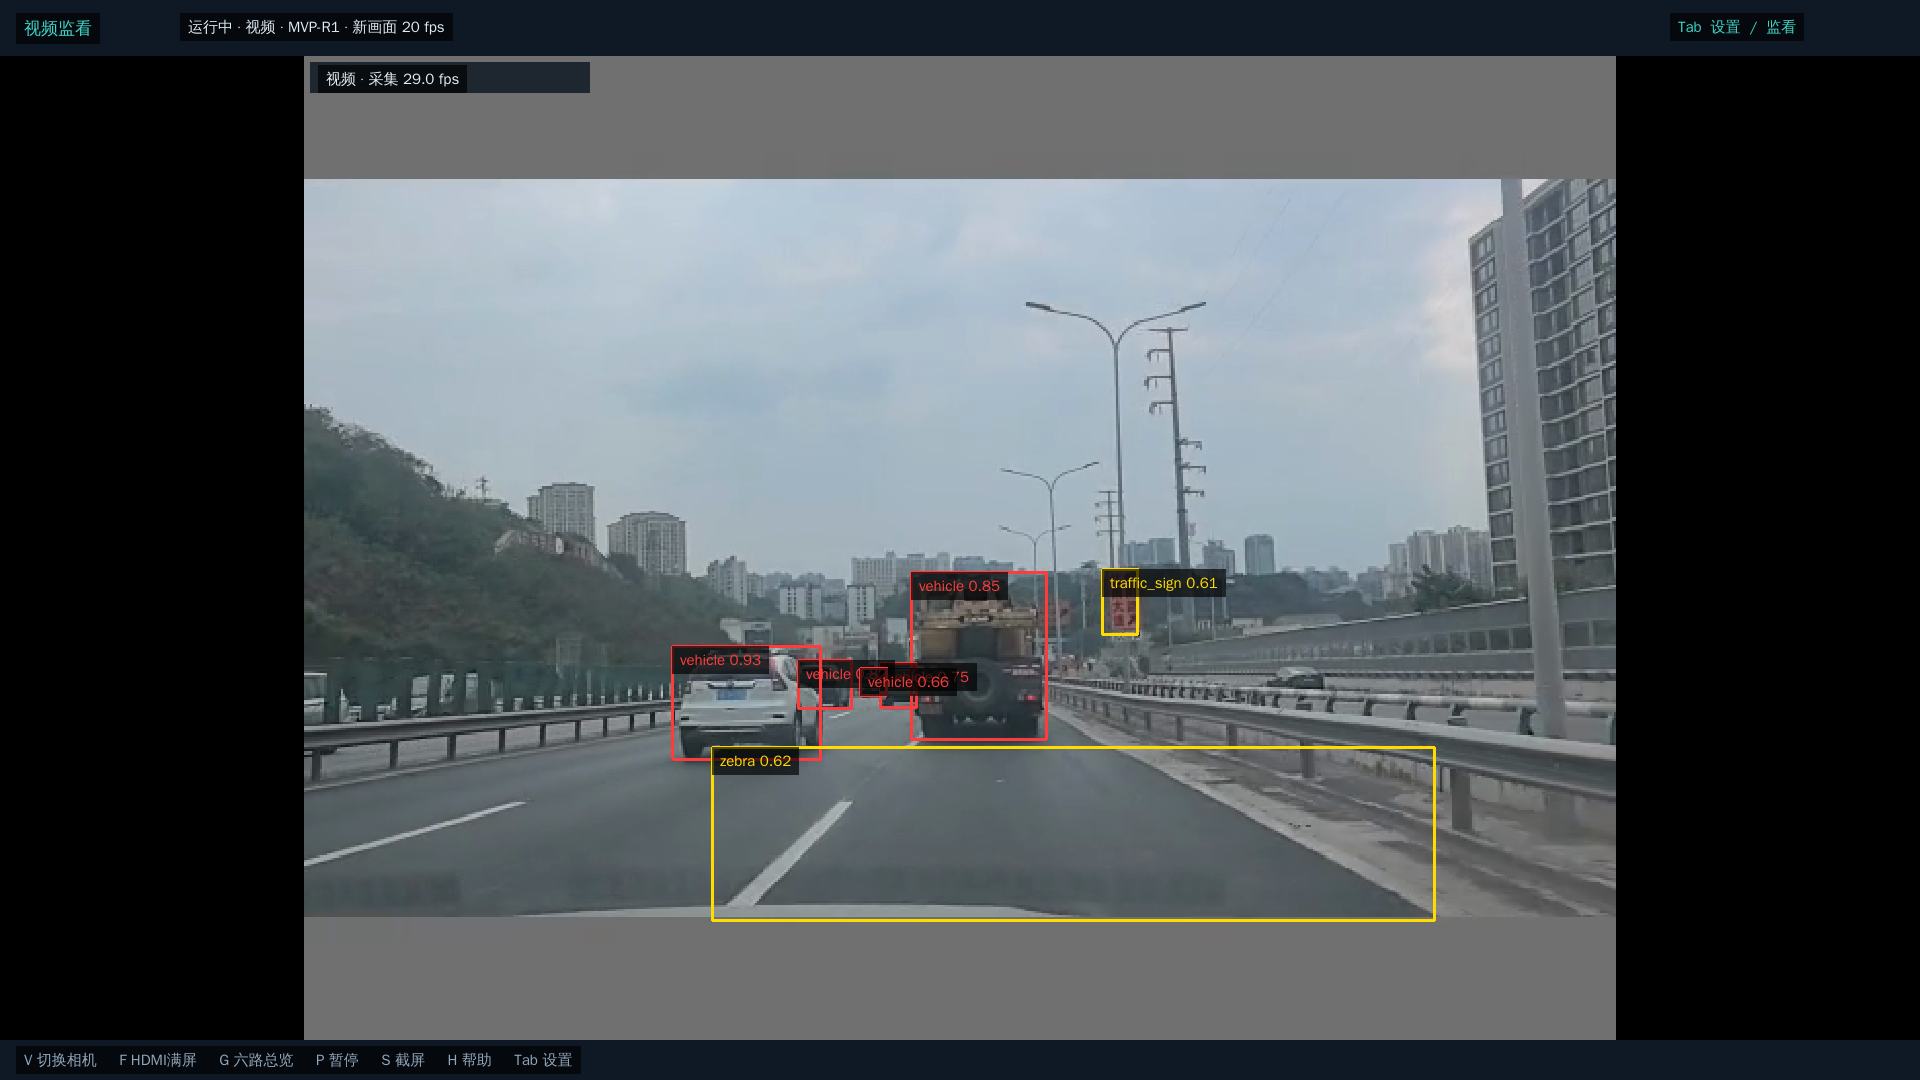 视频监看
运行中 · 视频 · MVP-R1 · 新画面 20 fps
Tab 设置 / 监看
视频 · 采集 29.0 fps
vehicle 0.85
traffic_sign 0.61
vehicle 0.93
vehicle
vehicle 0.66
zebra 0.62
V 切换相机 F HDMI满屏 G 六路总览 P 暂停 S 截屏 H 帮助 Tab 设置